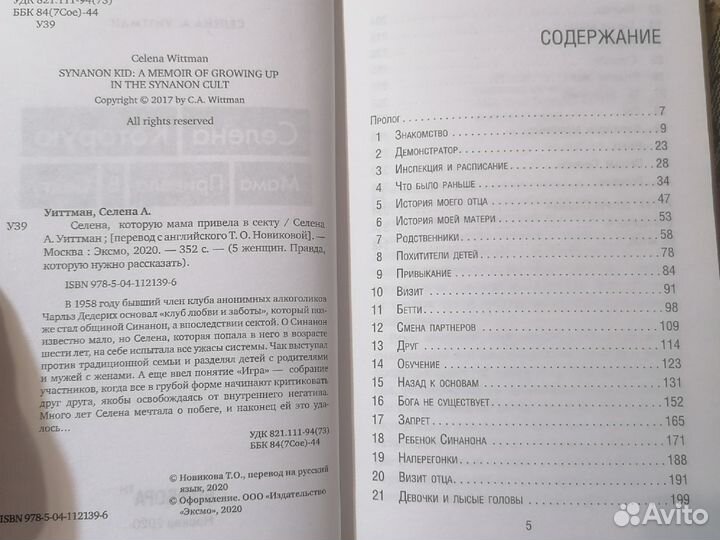 УДК 821.111-94(73)
ББК 84(7Сое)-44
У39
Celena Wittman
SYNANON KID: A MEMOIR OF GROWING UP
IN THE SYNANON CULT
Copyright © 2017 by C.A. Wittman
All rights reserved
Уиттман, Селена А.
У39 Селена, которую мама привела в секту / Селена
А. Уиттман ; [перевод с английского Т. О. Новиковой]. —
Москва : Эксмо, 2020. — 352 с. — (5 женщин. Правда,
которую нужно рассказать).
ISBN 978-5-04-112139-6
В 1958 году бывший член клуба анонимных алкоголиков
Чарльз Дедерих основал «клуб любви и заботы», который поз-
же стал общиной Синанон, а впоследствии сектой. О Синанон
известно мало, но Селена, которая попала в него в возрасте
шести лет, на себе испытала все ужасы системы. Чак выступал
против традиционной семьи и разделял детей с родителями
и мужей с женами. А еще ввел понятие «Игра» — собрание
участников, когда все в грубой форме начинают критиковать
друг друга, якобы освобождаясь от внутреннего негатива.
Много лет Селена мечтала о побеге, и наконец ей это уда-
лось…
УДК 821.111-94(73)
ББК 84(7Сое)-44
© Новикова Т.О., перевод на русский
язык, 2020
© Оформление. ООО «Издательство
«Эксмо», 2020
ISBN 978-5-04-112139-6
СОДЕРЖАНИЕ
Пролог 7
1 Знакомство 9
2 Демонстратор 23
3 Инспекция и расписание 28
4 Что было раньше 34
5 История моего отца 47
6 История моей матери 53
7 Родственники 58
8 Похитители детей 77
9 Привыкание 84
10 Визит 91
11 Бетти 98
12 Смена партнеров 109
13 Друг 114
14 Обучение 123
15 Назад к основам 131
16 Бога не существует 152
17 Запрет 165
18 Ребенок Синанона 171
19 Наперегонки 188
20 Визит отца 191
21 Девочки и лысые головы 199
5
Avito